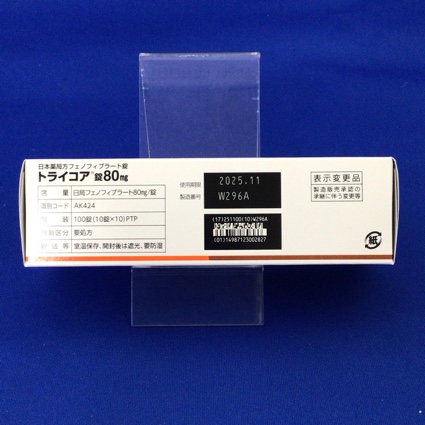 日本薬局方フェノフィブラート錠
トライコア®錠80mg
含 量 日局フェノフィブラート80mg/錠
識別コード AK424
包 装 100錠(10錠×10)PTP
規制区分 要処方
貯 法 等 室温保存、開封後は遮光、要防湿
使用期限 2025.11
製造番号 W296A
(17)251100(10)W296A
(01)14987123002827
表示変更品
製造販売承認の
承継に伴う変更等
紙